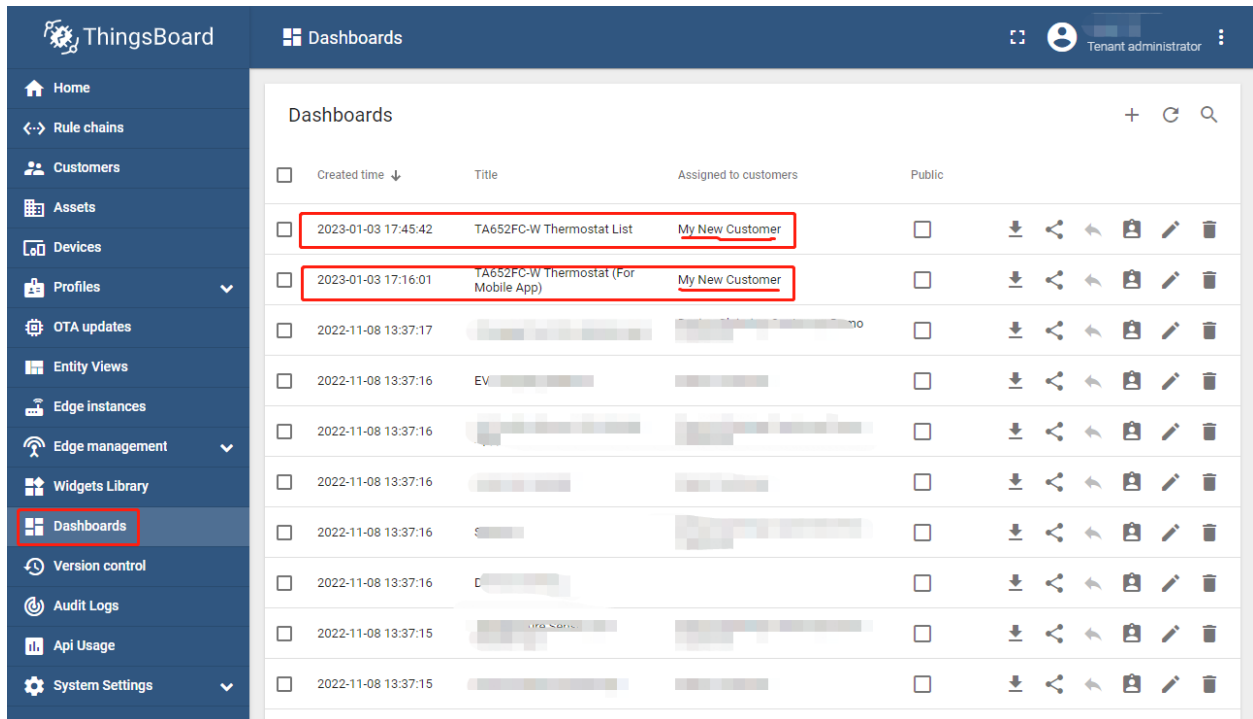 ThingsBoard
Dashboards
Tenant administrator
Home
Rule chains
Customers
Assets
Devices
Profiles
OTA updates
Entity Views
Edge instances
Edge management
Widgets Library
Dashboards
Version control
Audit Logs
Api Usage
System Settings
Dashboards
Created time Title Assigned to customers Public
2023-01-03 17:45:42 TA652FC-W Thermostat List My New Customer
2023-01-03 17:16:01 TA652FC-W Thermostat (For
Mobile App) My New Customer
2022-11-08 13:37:17
2022-11-08 13:37:16
2022-11-08 13:37:16
2022-11-08 13:37:16
2022-11-08 13:37:16
2022-11-08 13:37:16
2022-11-08 13:37:15
2022-11-08 13:37:15